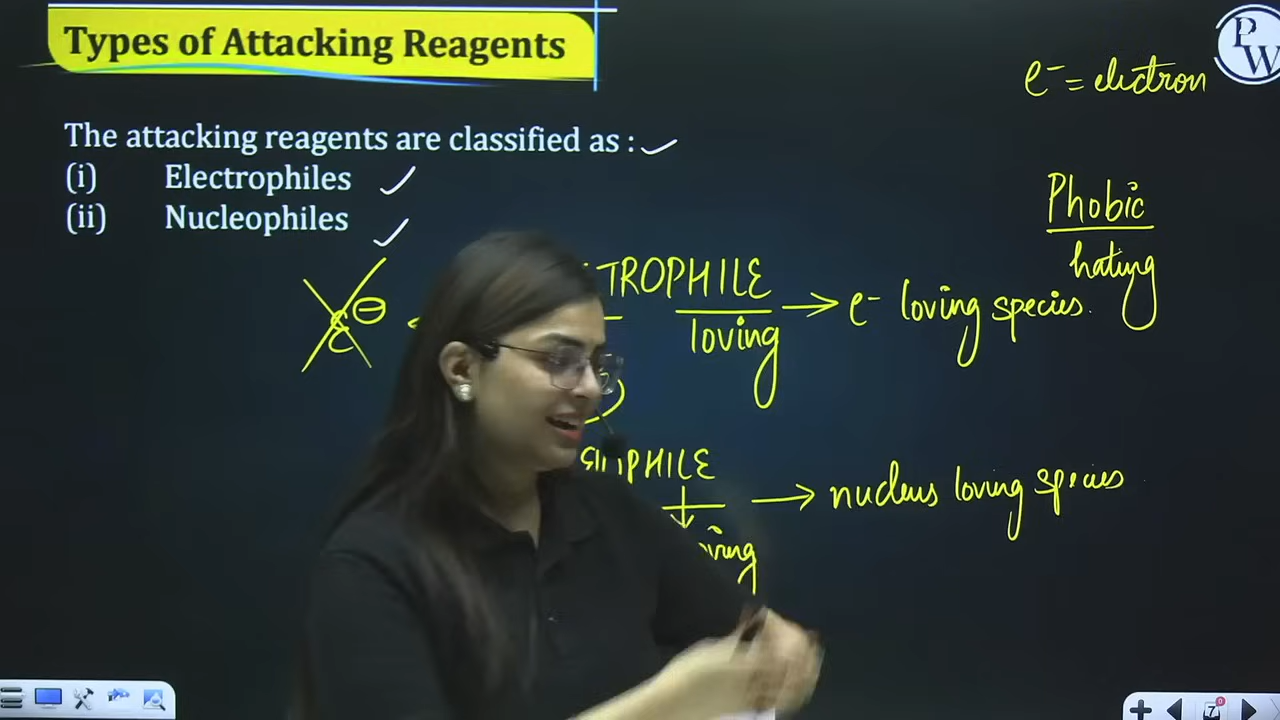 Types of Attacking Reagents
PW
e⁻ = electron
The attacking reagents are classified as :
(i) Electrophiles
(ii) Nucleophiles
Phobic
hating
TROPHILE → e⁻ loving species.
loving
PHILE → nucleus loving species